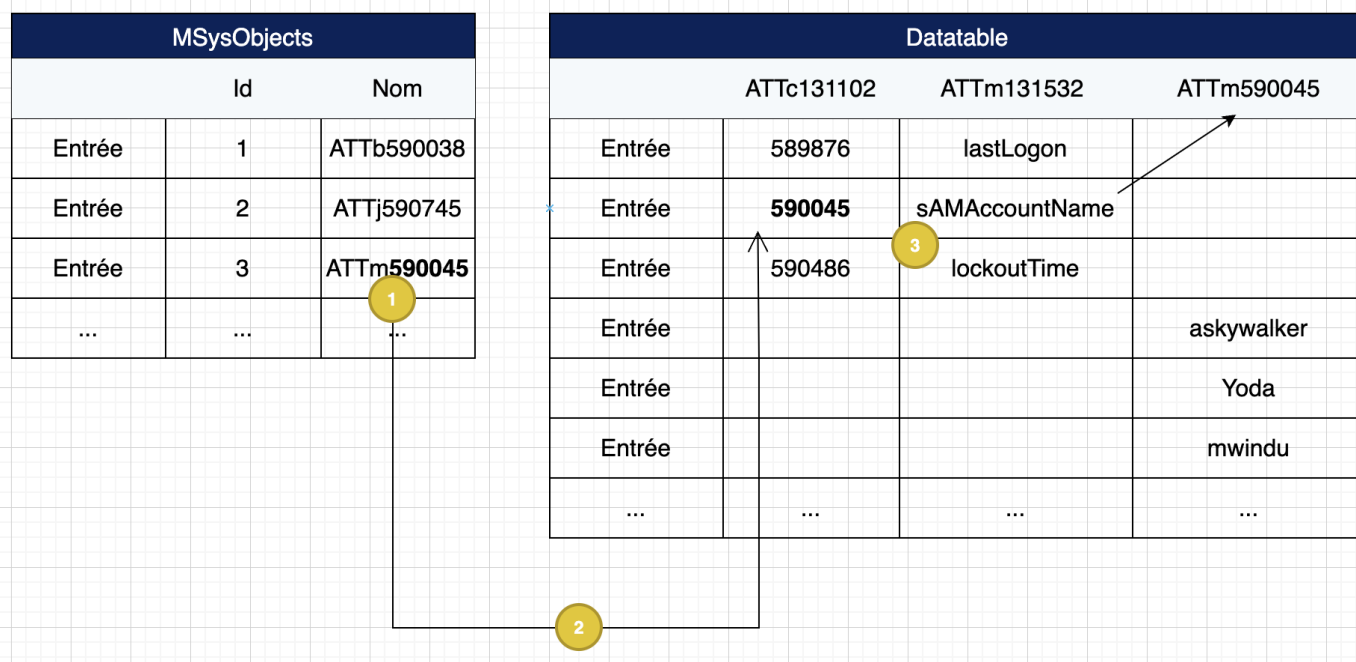 MSysObjects
Id Nom
Entrée 1 ATTb590038
Entrée 2 ATTj590745
Entrée 3 ATTm590045
... ... ...
1
2
Datatable
ATTc131102 ATTm131532 ATTm590045
Entrée 589876 lastLogon
Entrée 590045 sAMAccountName
3
Entrée 590486 lockoutTime
Entrée askywalker
Entrée Yoda
Entrée mwindu
... ... ... ...